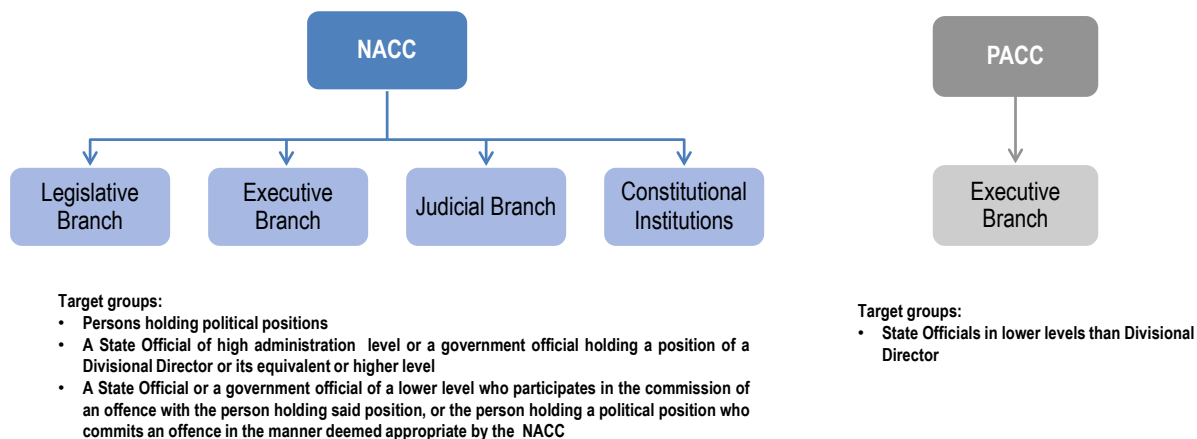 NACC
PACC
Legislative
Branch
Executive
Branch
Judicial Branch
Constitutional
Institutions
Executive
Branch
Target groups:
• Persons holding political positions
• A State Official of high administration level or a government official holding a position of a
Divisional Director or its equivalent or higher level
• A State Official or a government official of a lower level who participates in the commission of
an offence with the person holding said position, or the person holding a political position who
commits an offence in the manner deemed appropriate by the NACC
Target groups:
• State Officials in lower levels than Divisional
Director